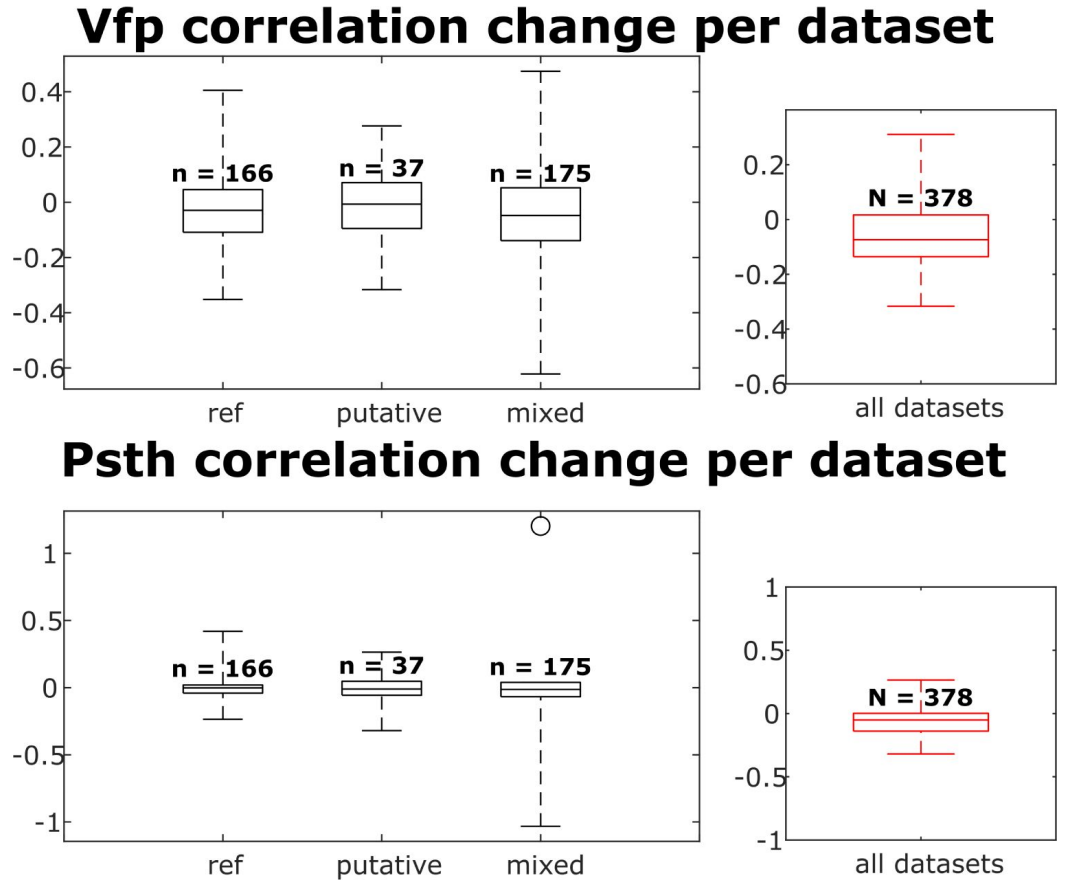 Vfp correlation change per dataset
0.4
0.2
0
-0.2
-0.4
-0.6
n = 166
n = 37
n = 175
ref
putative
mixed
0.2
0
-0.2
-0.4
-0.6
N = 378
all datasets
Psth correlation change per dataset
1
0.5
0
-0.5
-1
n = 166
n = 37
n = 175
ref
putative
mixed
1
0.5
0
-0.5
-1
N = 378
all datasets